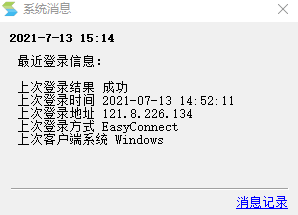 系统消息
2021-7-13 15:14
最近登录信息：
上次登录结果 成功
上次登录时间 2021-07-13 14:52:11
上次登录地址 121.8.226.134
上次登录方式 EasyConnect
上次客户端系统 Windows
消息记录